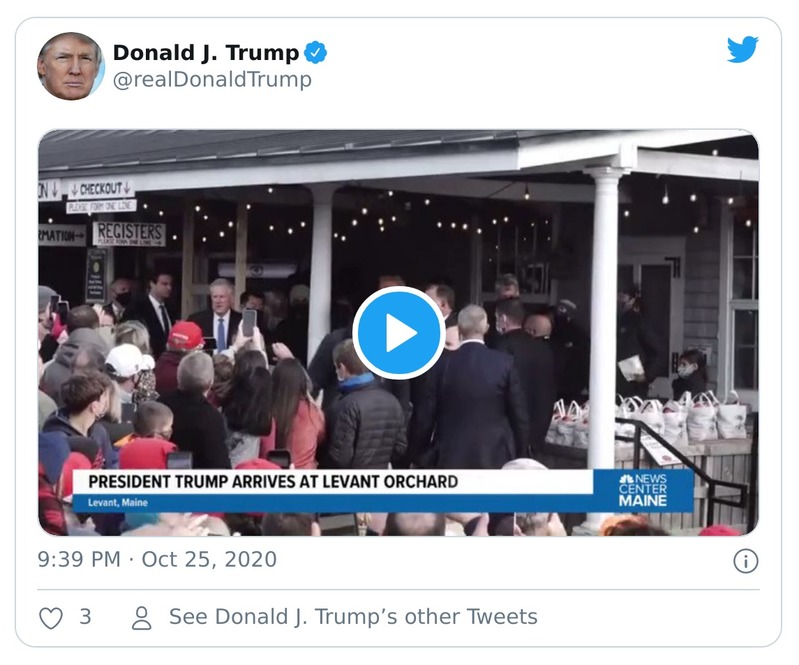 Donald J. Trump
@realDonaldTrump
ON ↓
↓ CHECKOUT ↓
PLEASE FORM ONE LINE
RMATION→
REGISTERS
PLEASE FORM ONE LINE →
PRESIDENT TRUMP ARRIVES AT LEVANT ORCHARD
Levant, Maine
NEWS
CENTER
MAINE
9:39 PM · Oct 25, 2020
3
See Donald J. Trump’s other Tweets